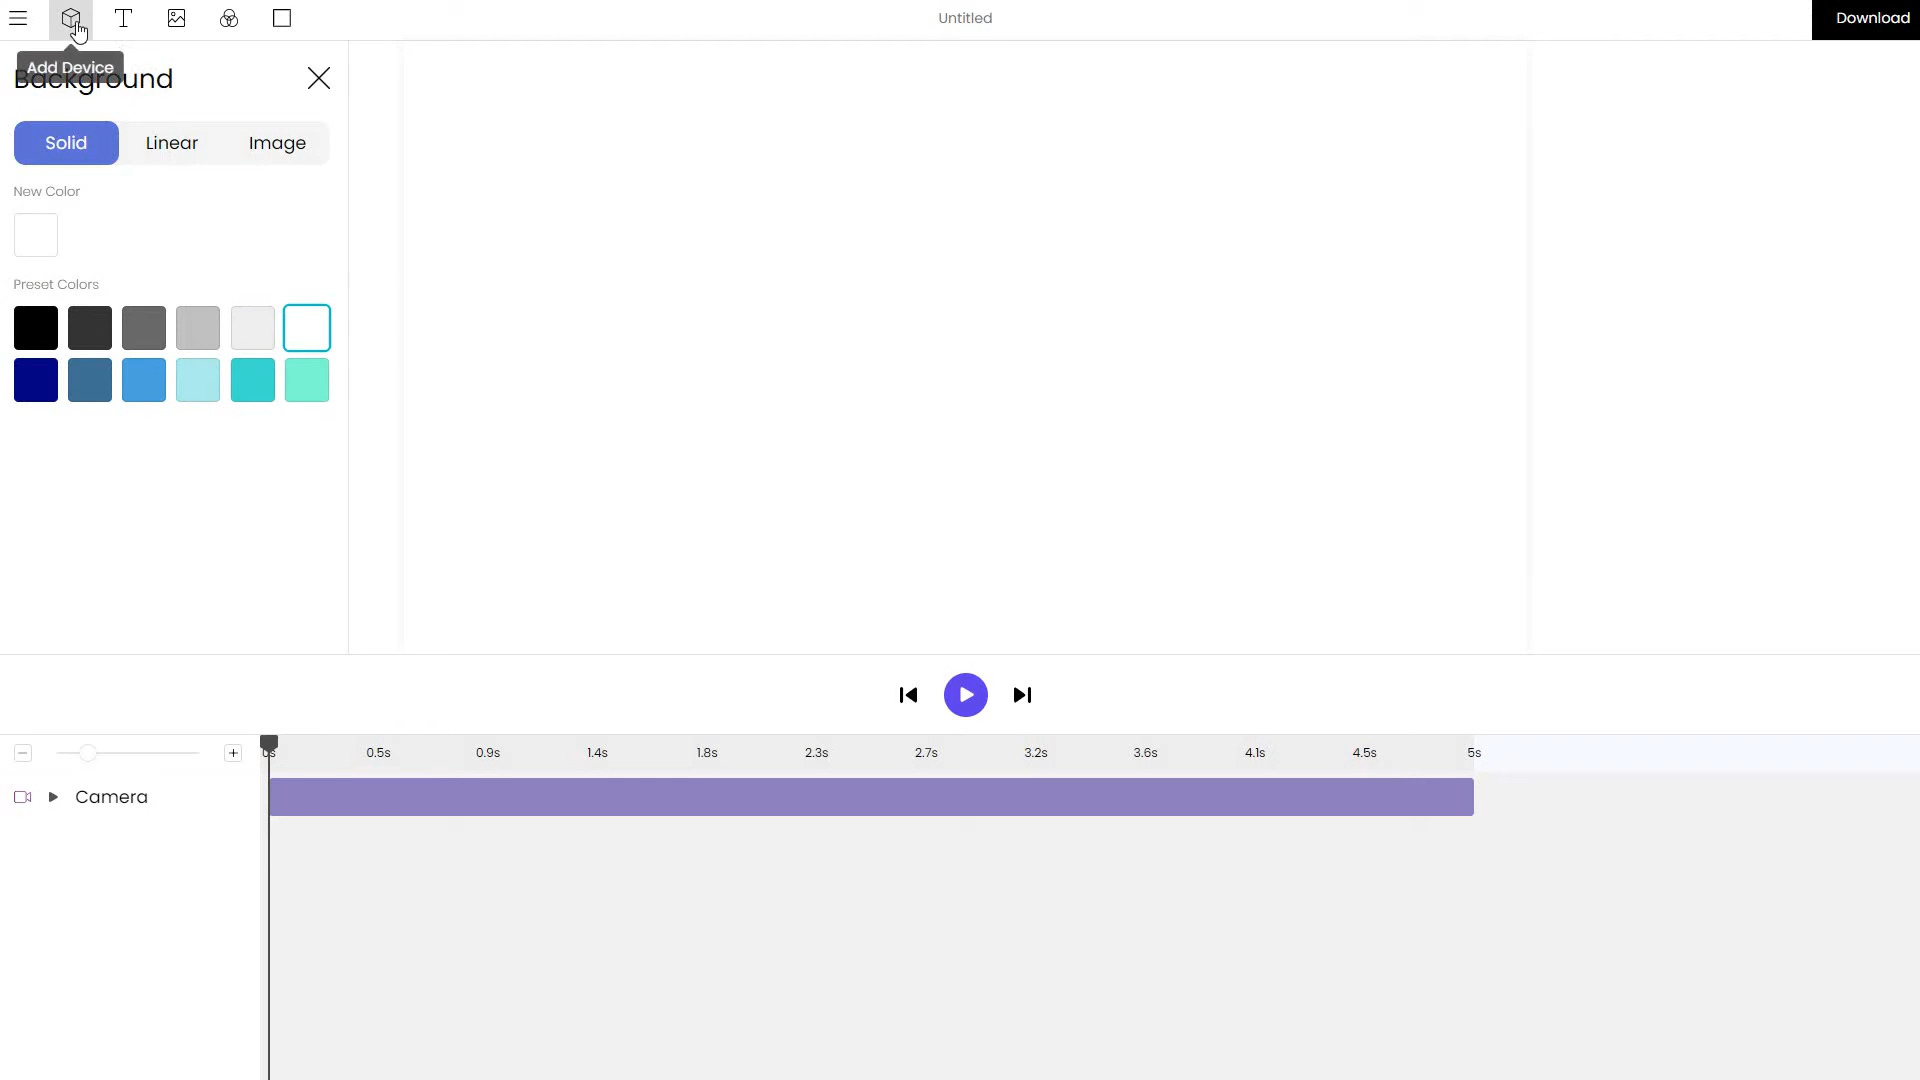 Untitled
Download
Add Device
Background
Solid
Linear
Image
New Color
Preset Colors
0s 0.5s 0.9s 1.4s 1.8s 2.3s 2.7s 3.2s 3.6s 4.1s 4.5s 5s
Camera